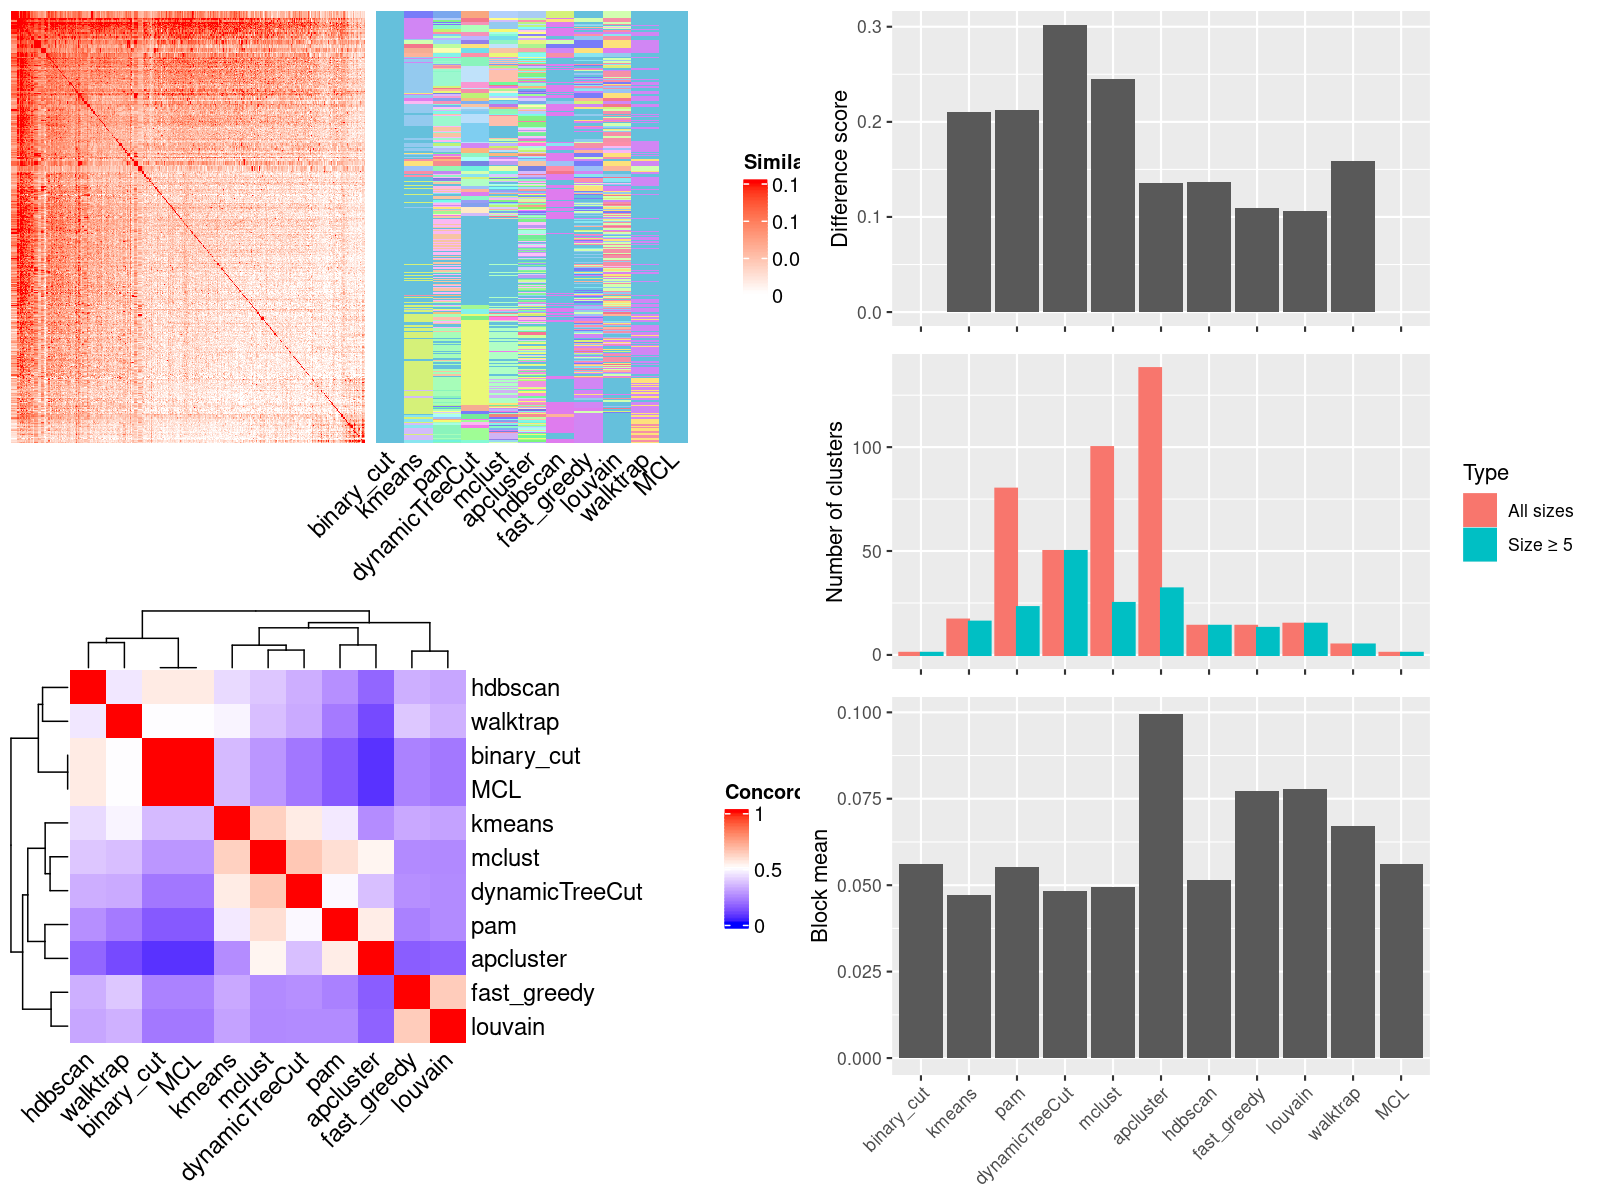 Simila
0.1
0.1
0.0
0
binary_cut
kmeans
pam
dynamicTreeCut
mclust
apcluster
hdbscan
fast_greedy
louvain
walktrap
MCL
hdbscan
walktrap
binary_cut
MCL
kmeans
mclust
dynamicTreeCut
pam
apcluster
fast_greedy
louvain
hdbscan
walktrap
binary_cut
MCL
kmeans
mclust
dynamicTreeCut
pam
apcluster
fast_greedy
louvain
Concord
1
0.5
0
Difference score
0.3
0.2
0.1
0.0
Number of clusters
100
50
0
Type
All sizes
Size ≥ 5
Block mean
0.100
0.075
0.050
0.025
0.000
binary_cut
kmeans
pam
dynamicTreeCut
mclust
apcluster
hdbscan
fast_greedy
louvain
walktrap
MCL